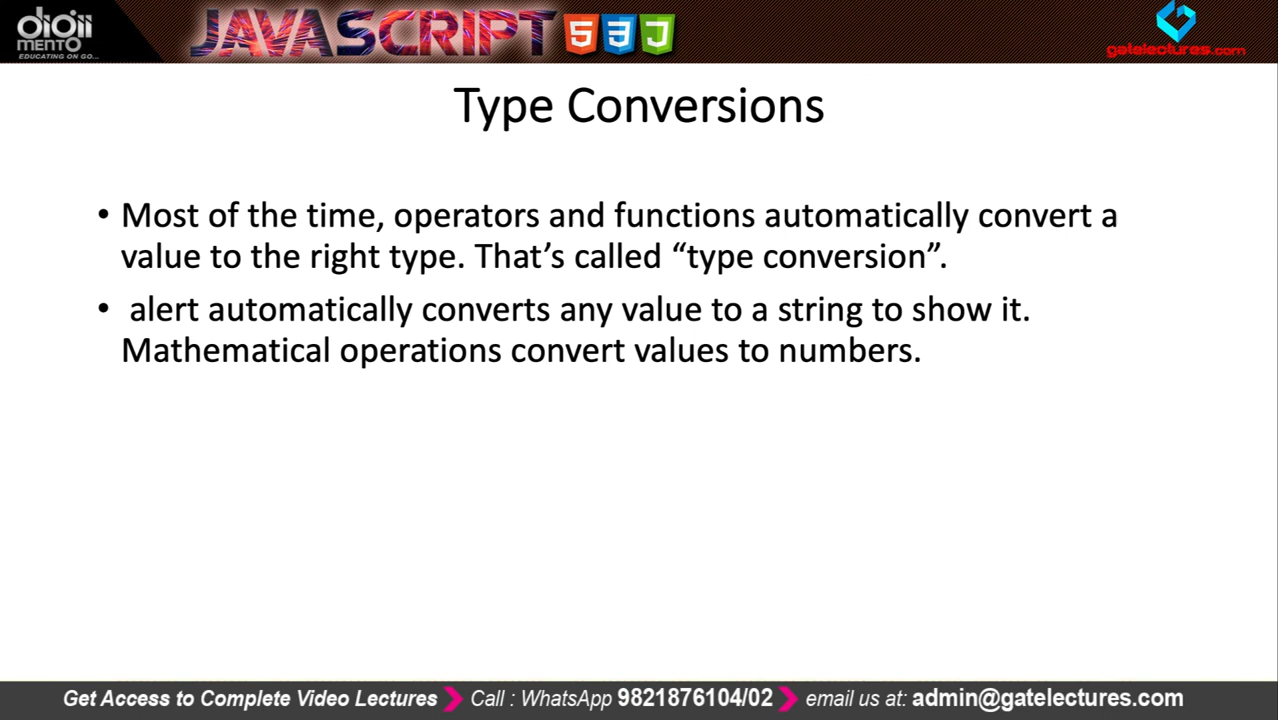 digiimento
EDUCATING ON GO...
JAVASCRIPT 5 3 J
gatelectures.com
Type Conversions
• Most of the time, operators and functions automatically convert a
value to the right type. That’s called “type conversion”.
• alert automatically converts any value to a string to show it.
Mathematical operations convert values to numbers.
Get Access to Complete Video Lectures Call : WhatsApp 9821876104/02 email us at: admin@gatelectures.com